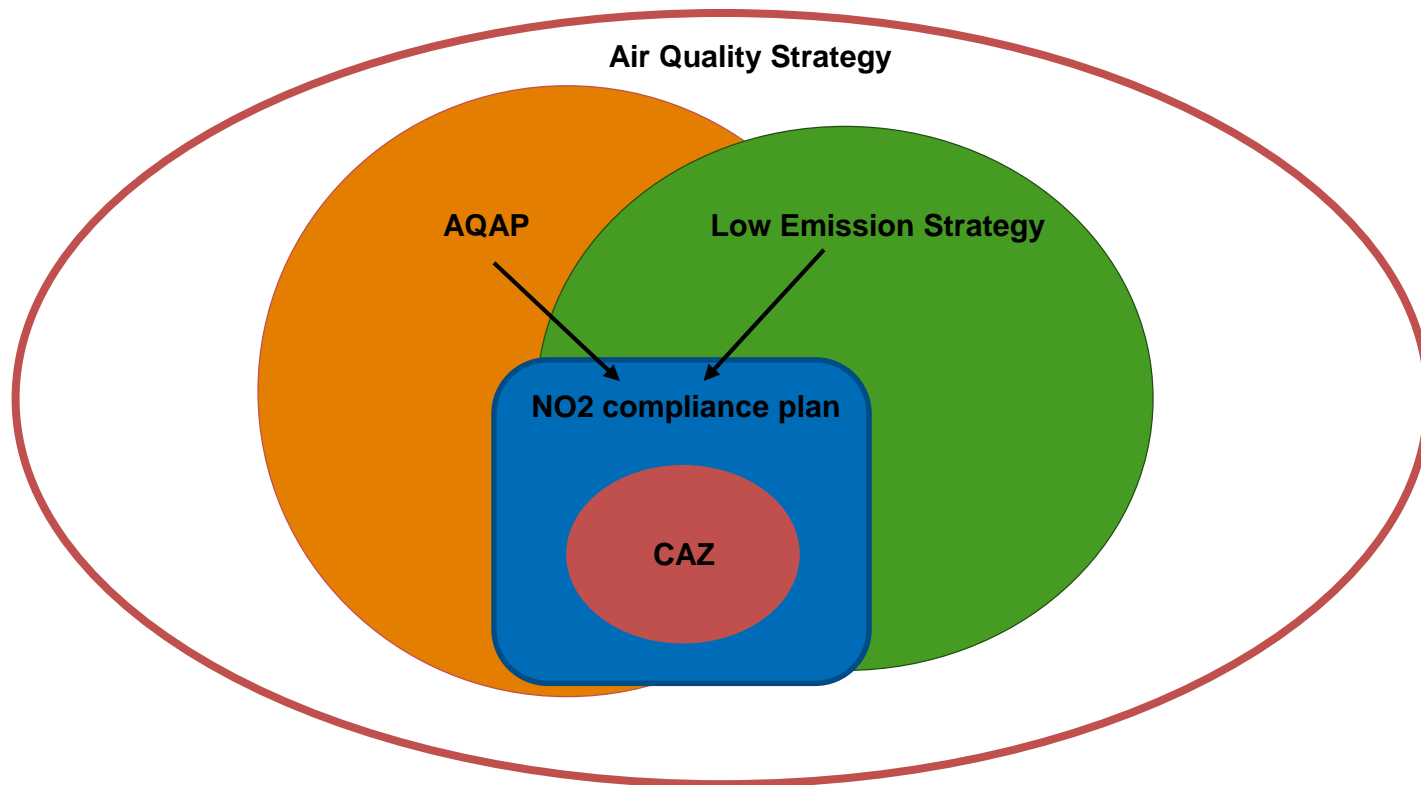 Air Quality Strategy
AQAP
Low Emission Strategy
NO2 compliance plan
CAZ